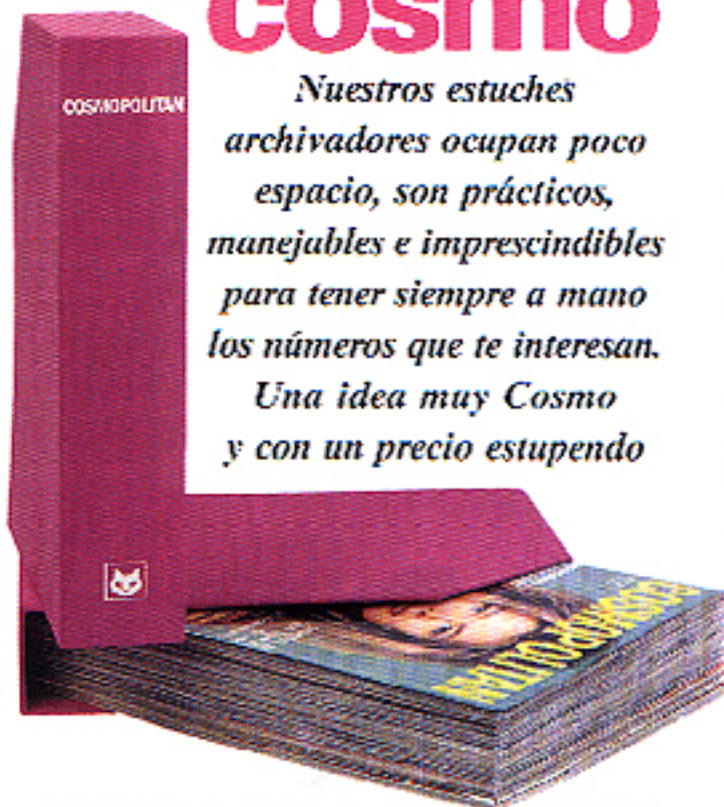 cosmo
Nuestros estuches
archivadores ocupan poco
espacio, son prácticos,
manejables e imprescindibles
para tener siempre a mano
los números que te interesan.
Una idea muy Cosmo
y con un precio estupendo
COSMOPOLITAN
COSMOPOLITAN